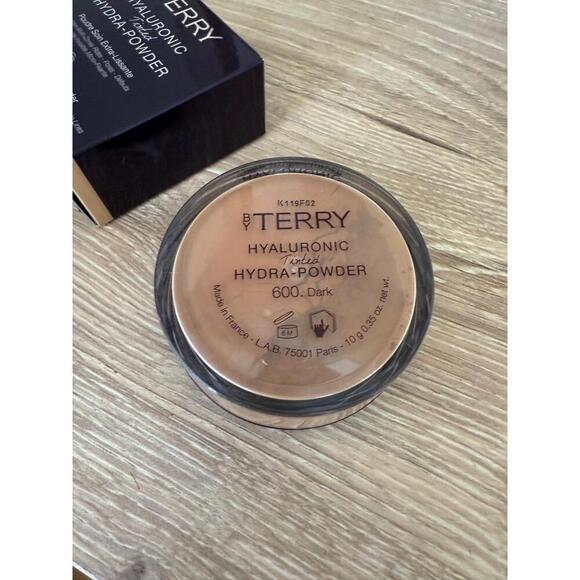 TERRY
HYALURONIC
Tinted
HYDRA-POWDER
Poudre Soin Extra-Lissante
K119F02
BY TERRY
HYALURONIC
Tinted
HYDRA-POWDER
600. Dark
6M
Made in France - L.A.B. 75001 Paris - 10 g 0.35 oz. net wt.